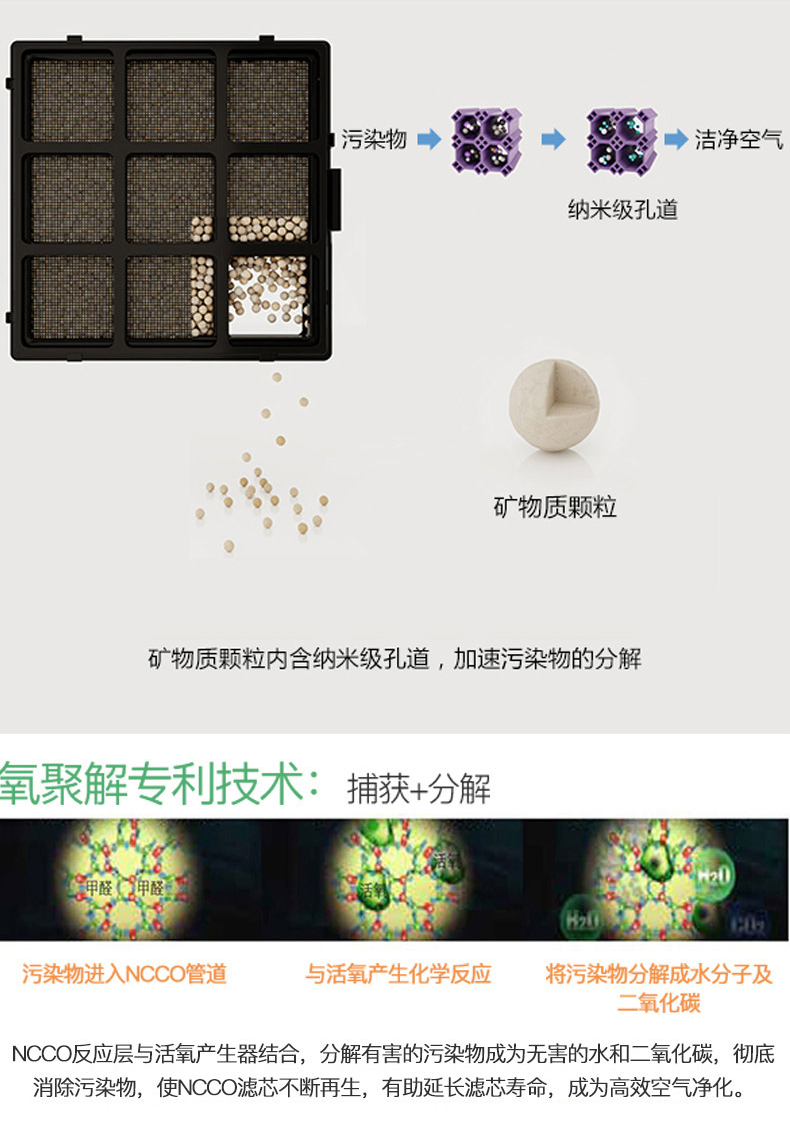 污染物
洁净空气
纳米级孔道
矿物质颗粒
矿物质颗粒内含纳米级孔道，加速污染物的分解
氧聚解专利技术：捕获+分解
甲醛 甲醛
活氧
活氧
H2O
H2O
CO2
污染物进入NCCO管道
与活氧产生化学反应
将污染物分解成水分子及
二氧化碳
NCCO反应层与活氧产生器结合，分解有害的污染物成为无害的水和二氧化碳，彻底
消除污染物，使NCCO滤芯不断再生，有助延长滤芯寿命，成为高效空气净化。